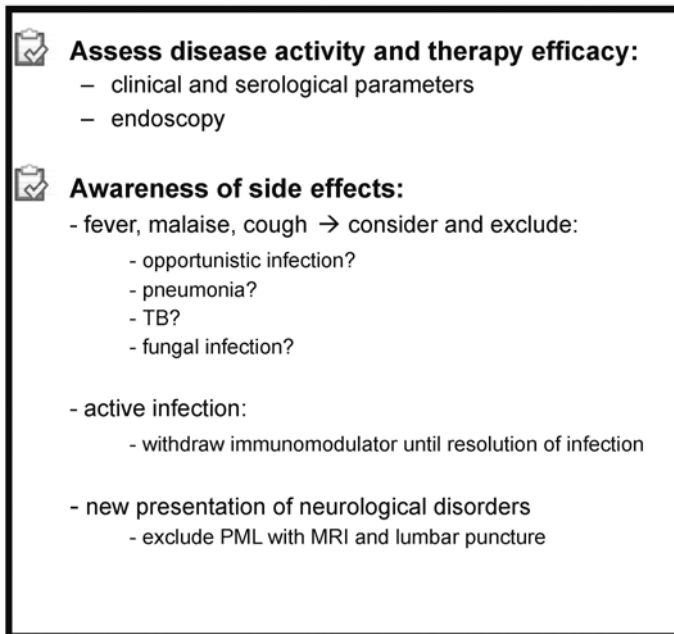 Assess disease activity and therapy efficacy:
– clinical and serological parameters
– endoscopy
Awareness of side effects:
- fever, malaise, cough → consider and exclude:
- opportunistic infection?
- pneumonia?
- TB?
- fungal infection?
- active infection:
- withdraw immunomodulator until resolution of infection
- new presentation of neurological disorders
- exclude PML with MRI and lumbar puncture